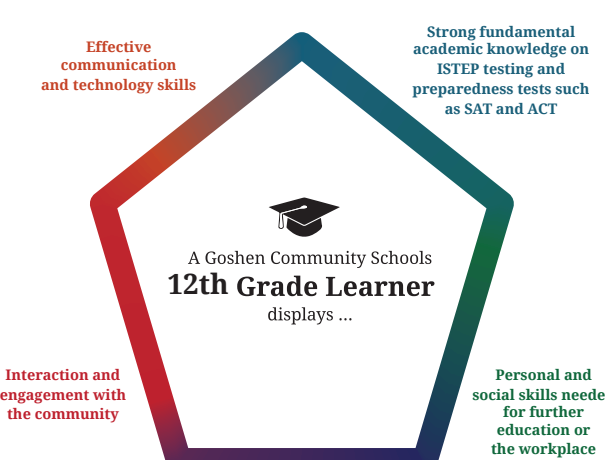 Effective
communication
and technology skills
Strong fundamental
academic knowledge on
ISTEP testing and
preparedness tests such
as SAT and ACT
A Goshen Community Schools
12th Grade Learner
displays ...
Interaction and
engagement with
the community
Personal and
social skills neede
for further
education or
the workplace